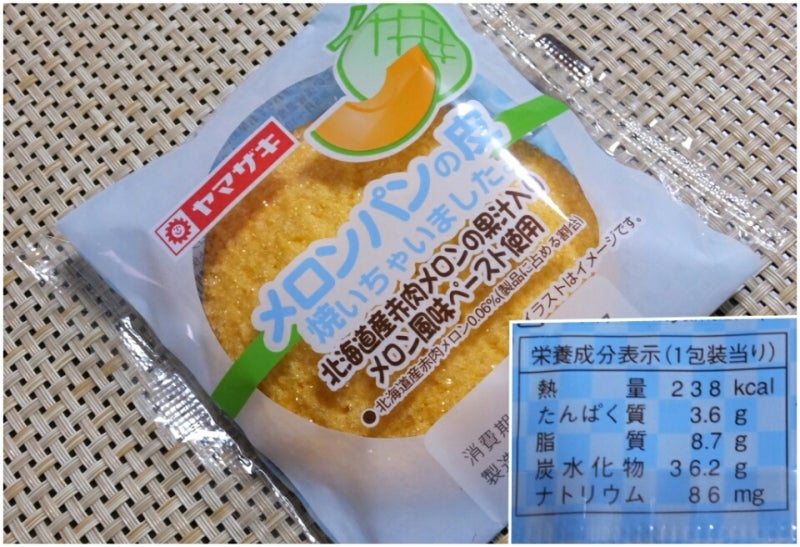 ヤマザキ
メロンパンの皮
焼いちゃいました。
北海道産赤肉メロンの果汁入り
メロン風味ペースト使用
●北海道産赤肉メロン0.06%(製品に占める割合)
イラストはイメージです。
消費期
製造
栄養成分表示(1包装当り)
熱量 238 kcal
たんぱく質 3.6 g
脂質 8.7 g
炭水化物 36.2 g
ナトリウム 86 mg